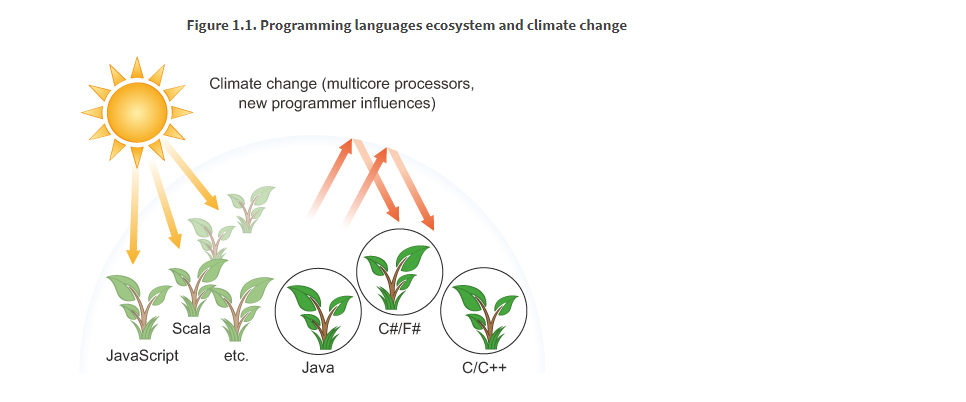 Figure 1.1. Programming languages ecosystem and climate change
Climate change (multicore processors,
new programmer influences)
Scala
C#/F#
JavaScript
etc.
Java
C/C++